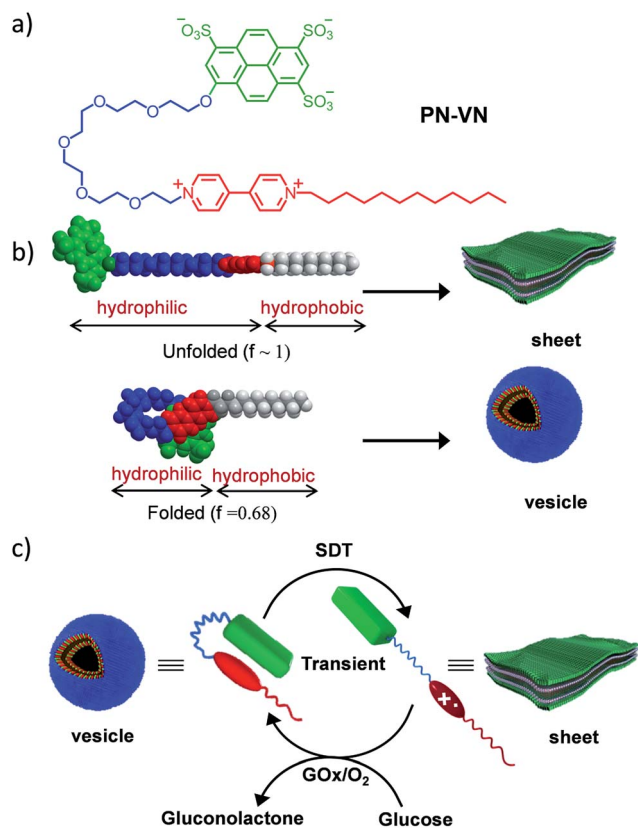 a)
−
SO₃
−
O₃S
SO₃
−
O
O
O
O
O
O
PN-VN
+
N
+
N
b)
hydrophilic
hydrophobic
Unfolded (f ~ 1)
sheet
hydrophilic
hydrophobic
Folded (f =0.68)
vesicle
c)
SDT
Transient
+.
vesicle
sheet
GOx/O₂
Gluconolactone
Glucose